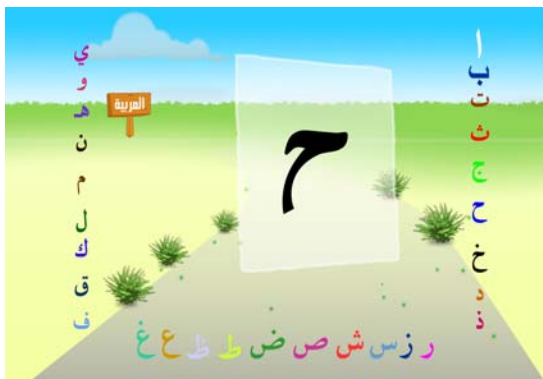 ا
ب
ت
ث
ج
ح
خ
د
ذ
ر ز س ش ص ض ط ظ ع غ
ف
ق
ك
ل
م
ن
هـ
و
ي
العربية
ح